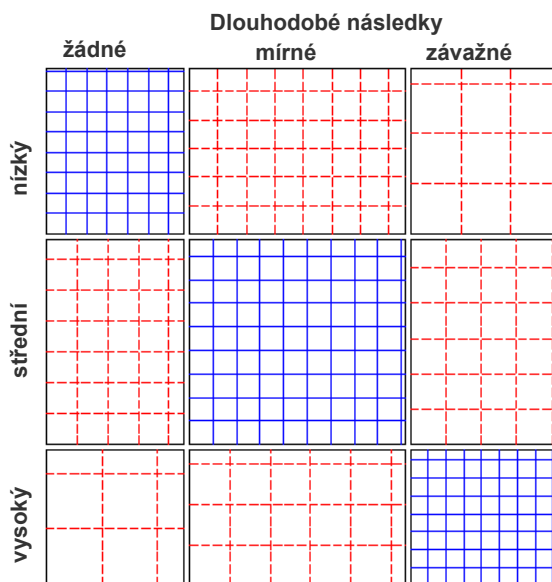 Dlouhodobé následky
žádné
mírné
závažné
nízký
střední
vysoký